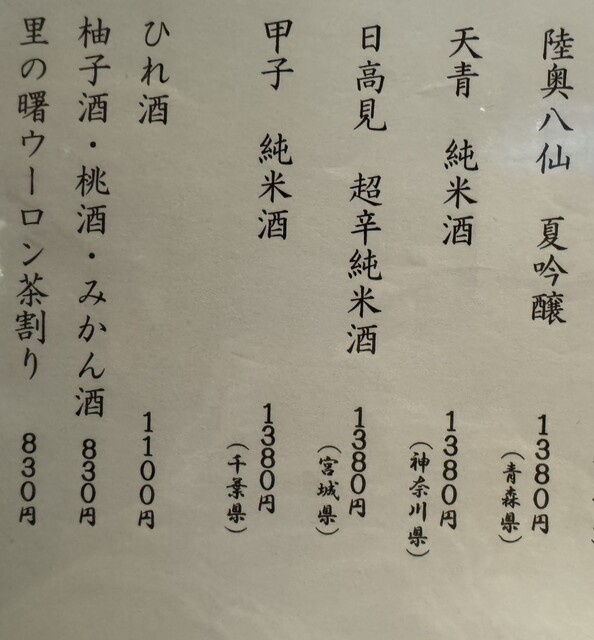 陸奥八仙 夏吟醸 1380円
(青森県)
天青 純米酒 1380円
(神奈川県)
日高見 超辛純米酒 1380円
(宮城県)
甲子 純米酒 1380円
(千葉県)
ひれ酒 1100円
柚子酒・桃酒・みかん酒 830円
里の曙ウーロン茶割り 830円